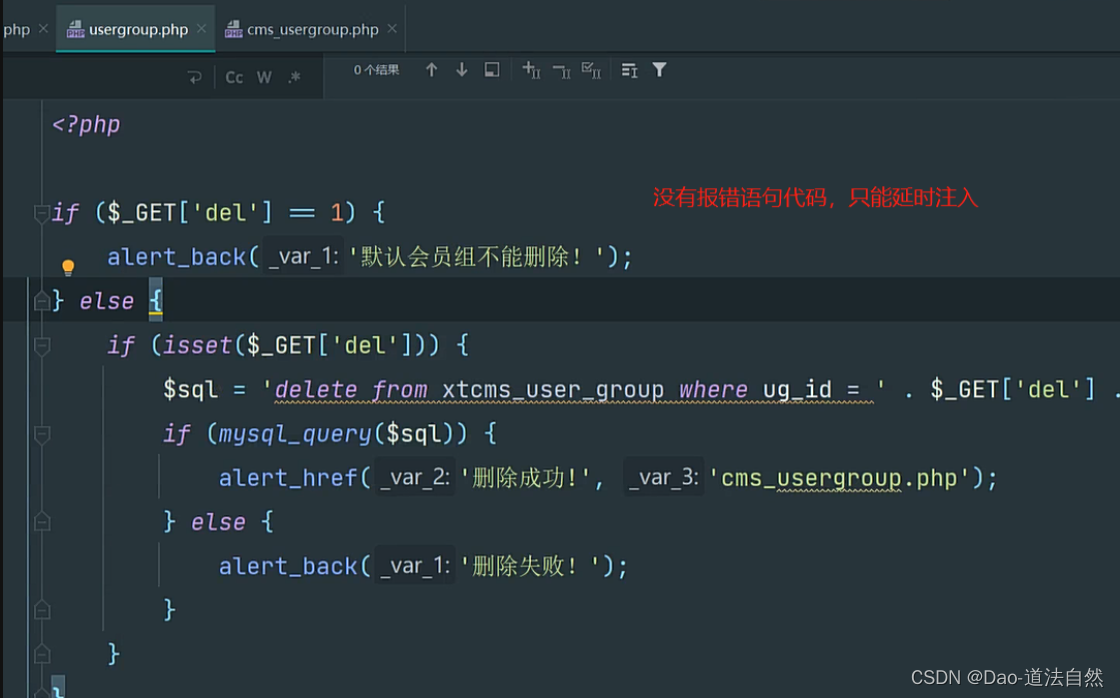 php × usergroup.php × cms_usergroup.php ×
Cc W .* 0 个结果
<?php
没有报错语句代码，只能延时注入
if ($_GET['del'] == 1) {
alert_back( _var_1: '默认会员组不能删除！');
} else {
if (isset($_GET['del'])) {
$sql = 'delete from xtcms_user_group where ug_id = ' . $_GET['del'] .
if (mysql_query($sql)) {
alert_href( _var_2: '删除成功!', _var_3: 'cms_usergroup.php');
} else {
alert_back( _var_1: '删除失败！');
}
}
}
CSDN @Dao-道法自然